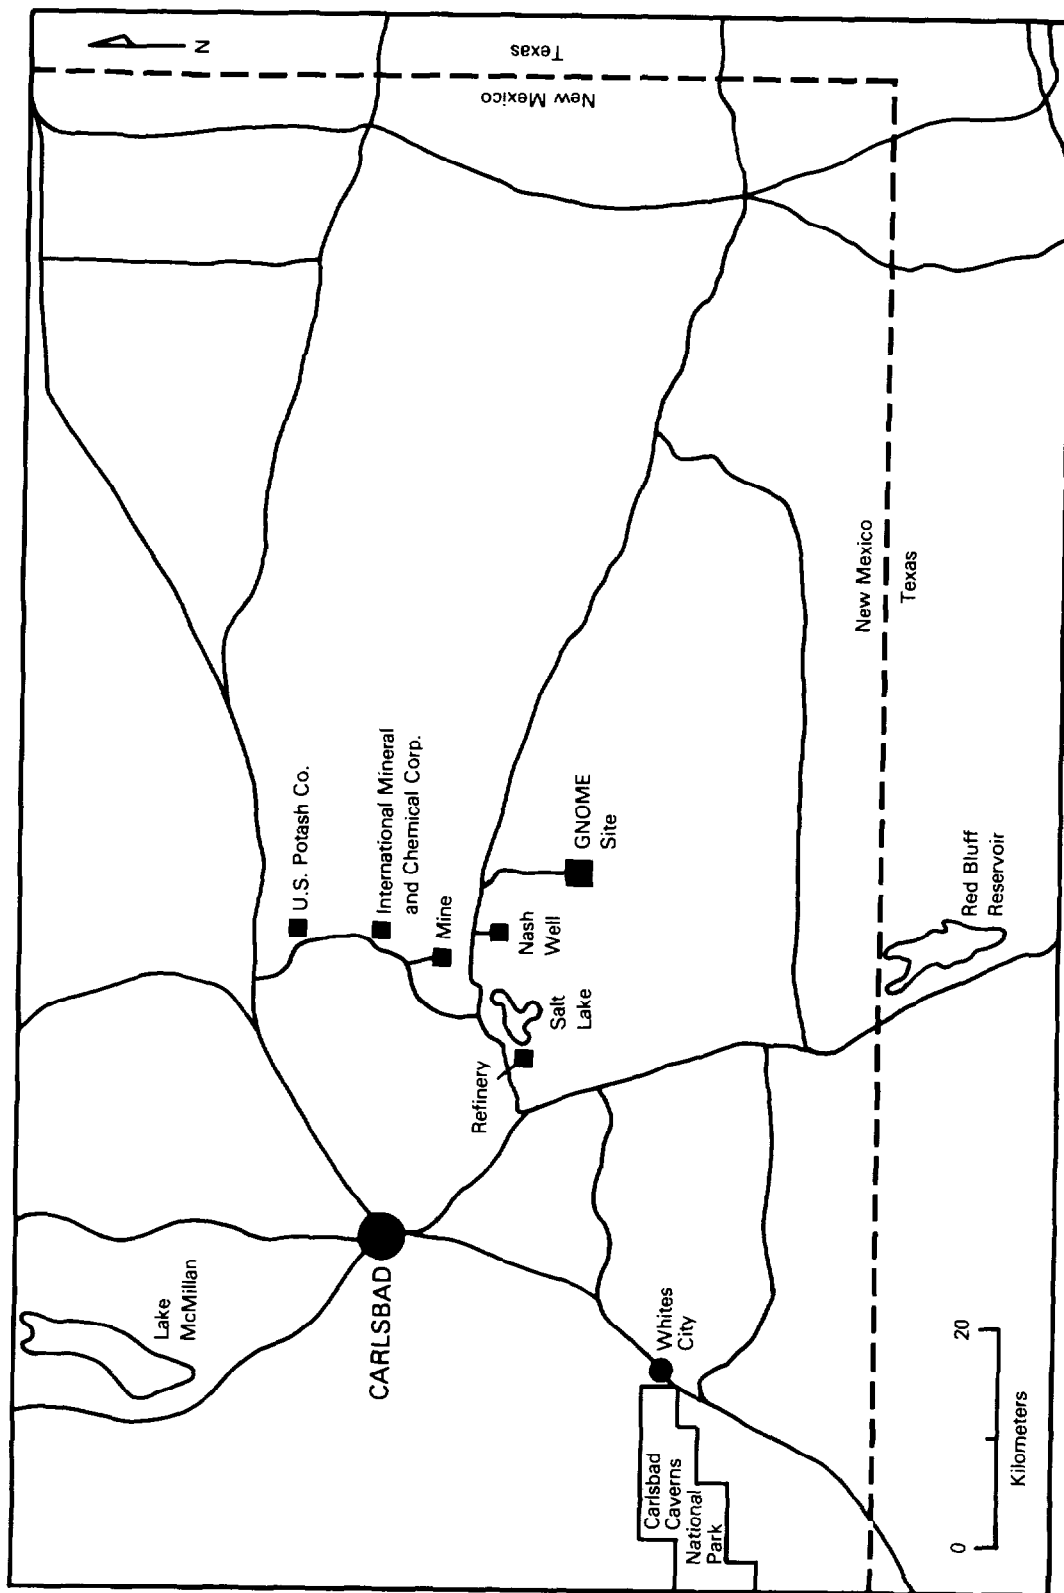 N
Texas
New Mexico
Lake
McMillan
CARLSBAD
U.S. Potash Co.
International Mineral
and Chemical Corp.
Mine
Refinery
Salt
Lake
Nash
Well
GNOME
Site
Whites
City
Carlsbad
Caverns
National
Park
New Mexico
Texas
Red Bluff
Reservoir
0
20
Kilometers